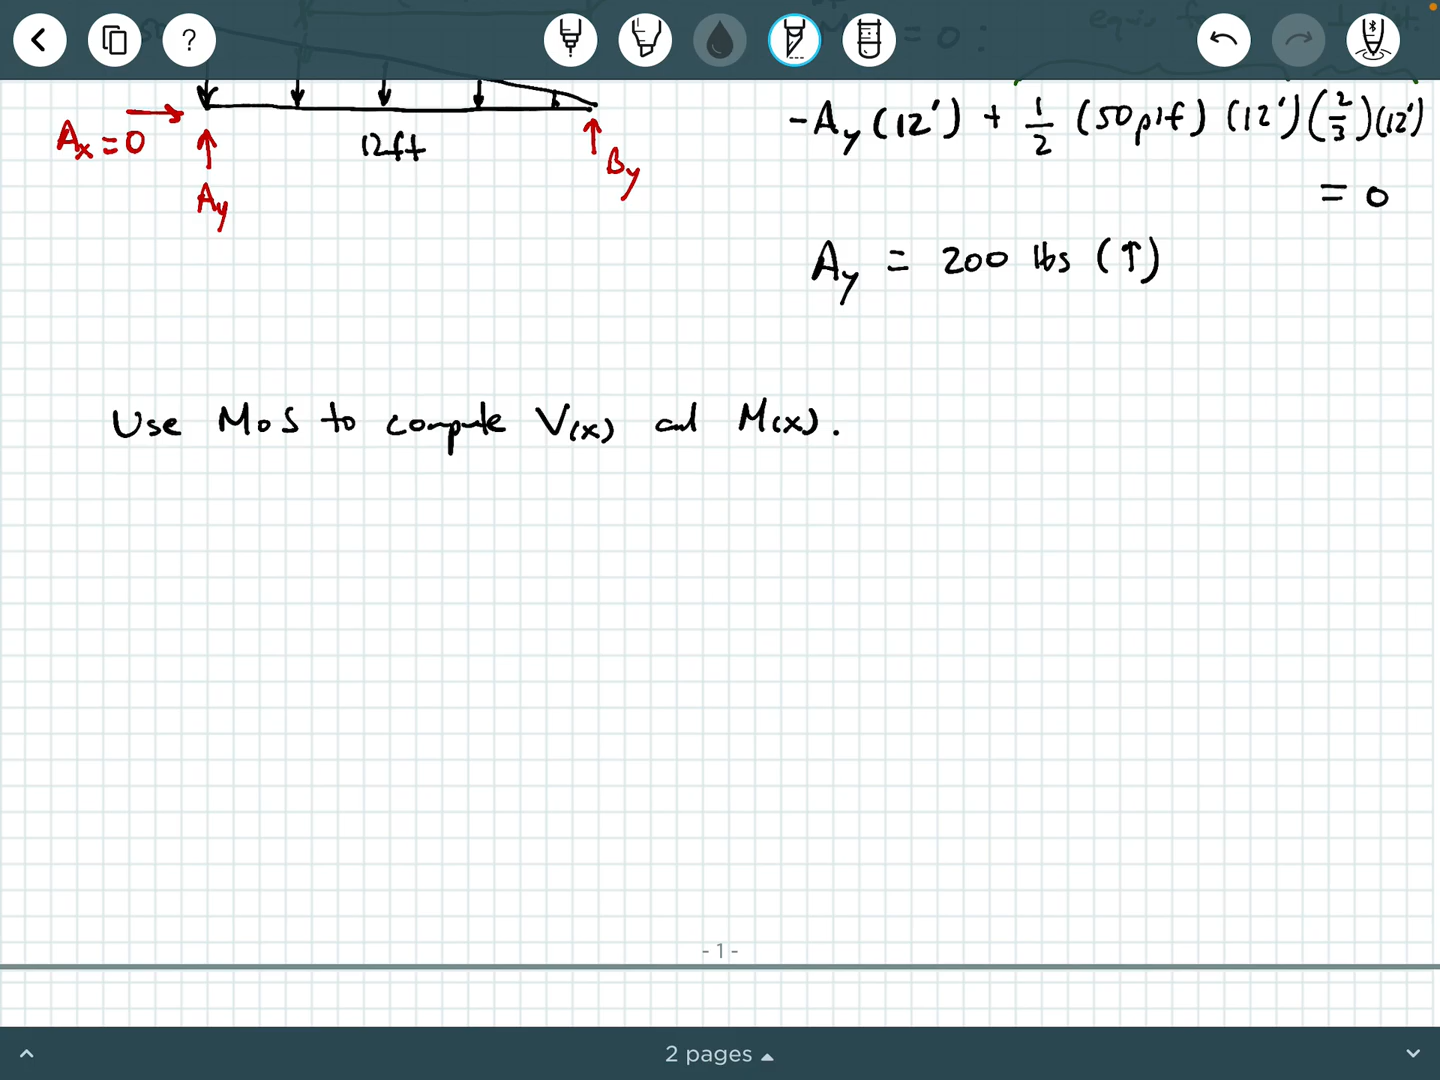 = 0 :
-Ay (12') + 1/2 (50plf) (12') (2/3) (12')
= 0
Ax = 0
12ft
By
Ay
Ay = 200 lbs (↑)
Use MoS to compute V(x) and M(x).
- 1 -
2 pages